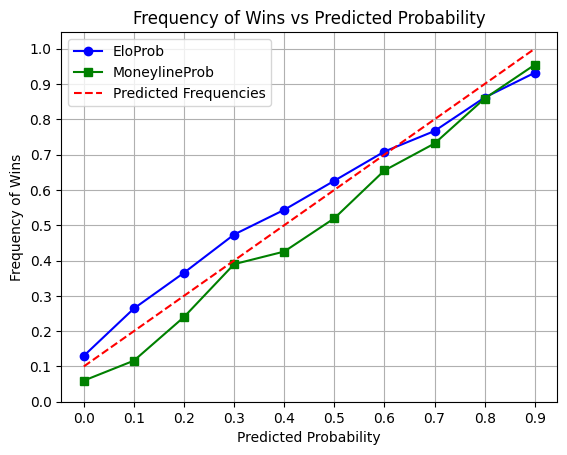 Frequency of Wins vs Predicted Probability
EloProb
MoneylineProb
Predicted Frequencies
Frequency of Wins
1.0
0.9
0.8
0.7
0.6
0.5
0.4
0.3
0.2
0.1
0.0
0.0 0.1 0.2 0.3 0.4 0.5 0.6 0.7 0.8 0.9
Predicted Probability